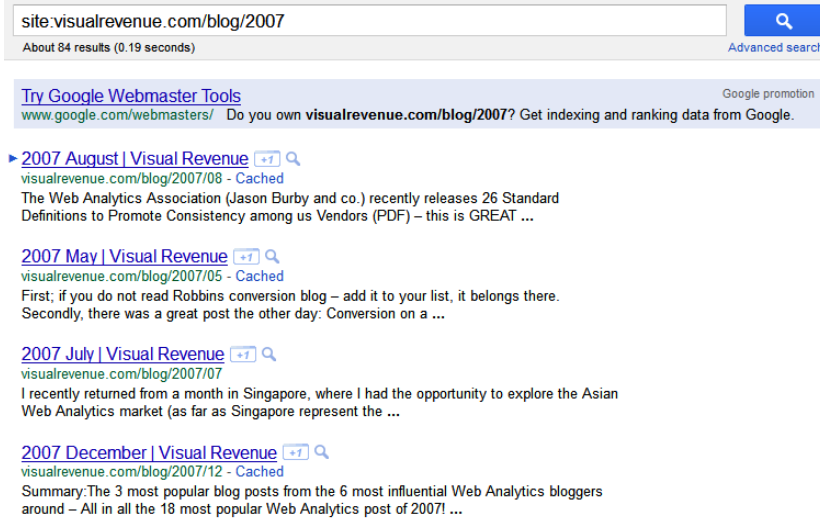 site:visualrevenue.com/blog/2007
About 84 results (0.19 seconds)
Advanced search
Try Google Webmaster Tools
Google promotion
www.google.com/webmasters/ Do you own visualrevenue.com/blog/2007? Get indexing and ranking data from Google.
2007 August | Visual Revenue +1
visualrevenue.com/blog/2007/08 - Cached
The Web Analytics Association (Jason Burby and co.) recently releases 26 Standard
Definitions to Promote Consistency among us Vendors (PDF) – this is GREAT ...
2007 May | Visual Revenue +1
visualrevenue.com/blog/2007/05 - Cached
First; if you do not read Robbins conversion blog – add it to your list, it belongs there.
Secondly, there was a great post the other day: Conversion on a ...
2007 July | Visual Revenue +1
visualrevenue.com/blog/2007/07
I recently returned from a month in Singapore, where I had the opportunity to explore the Asian
Web Analytics market (as far as Singapore represent the ...
2007 December | Visual Revenue +1
visualrevenue.com/blog/2007/12 - Cached
Summary:The 3 most popular blog posts from the 6 most influential Web Analytics bloggers
around – All in all the 18 most popular Web Analytics post of 2007! ...